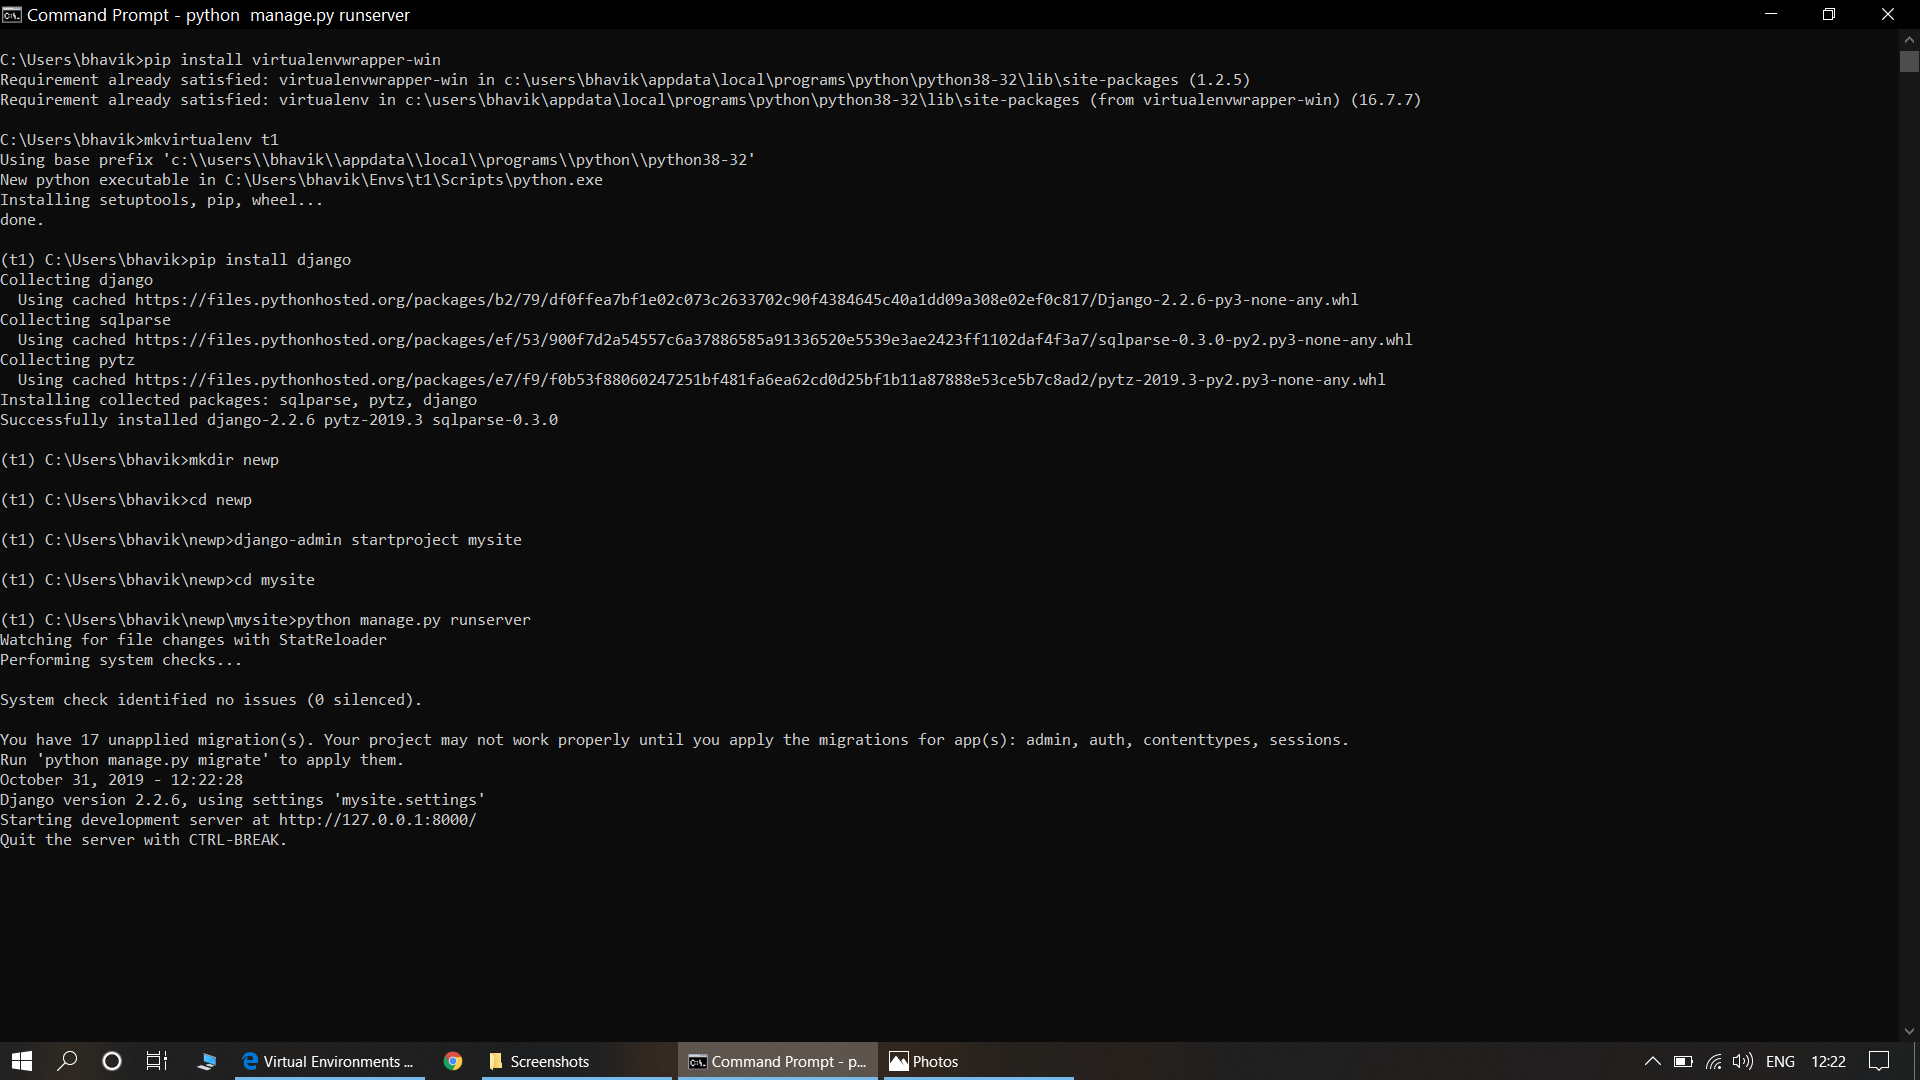 Command Prompt - python  manage.py runserver
C:\Users\bhavik>pip install virtualenvwrapper-win
Requirement already satisfied: virtualenvwrapper-win in c:\users\bhavik\appdata\local\programs\python\python38-32\lib\site-packages (1.2.5)
Requirement already satisfied: virtualenv in c:\users\bhavik\appdata\local\programs\python\python38-32\lib\site-packages (from virtualenvwrapper-win) (16.7.7)
C:\Users\bhavik>mkvirtualenv t1
Using base prefix 'c:\\users\\bhavik\\appdata\\local\\programs\\python\\python38-32'
New python executable in C:\Users\bhavik\Envs\t1\Scripts\python.exe
Installing setuptools, pip, wheel...
done.
(t1) C:\Users\bhavik>pip install django
Collecting django
  Using cached https://files.pythonhosted.org/packages/b2/79/df0ffea7bf1e02c073c2633702c90f4384645c40a1dd09a308e02ef0c817/Django-2.2.6-py3-none-any.whl
Collecting sqlparse
  Using cached https://files.pythonhosted.org/packages/ef/53/900f7d2a54557c6a37886585a91336520e5539e3ae2423ff1102daf4f3a7/sqlparse-0.3.0-py2.py3-none-any.whl
Collecting pytz
  Using cached https://files.pythonhosted.org/packages/e7/f9/f0b53f88060247251bf481fa6ea62cd0d25bf1b11a87888e53ce5b7c8ad2/pytz-2019.3-py2.py3-none-any.whl
Installing collected packages: sqlparse, pytz, django
Successfully installed django-2.2.6 pytz-2019.3 sqlparse-0.3.0
(t1) C:\Users\bhavik>mkdir newp
(t1) C:\Users\bhavik>cd newp
(t1) C:\Users\bhavik\newp>django-admin startproject mysite
(t1) C:\Users\bhavik\newp>cd mysite
(t1) C:\Users\bhavik\newp\mysite>python manage.py runserver
Watching for file changes with StatReloader
Performing system checks...
System check identified no issues (0 silenced).
You have 17 unapplied migration(s). Your project may not work properly until you apply the migrations for app(s): admin, auth, contenttypes, sessions.
Run 'python manage.py migrate' to apply them.
October 31, 2019 - 12:22:28
Django version 2.2.6, using settings 'mysite.settings'
Starting development server at http://127.0.0.1:8000/
Quit the server with CTRL-BREAK.
Virtual Environments ... Screenshots Command Prompt - p... Photos ENG 12:22